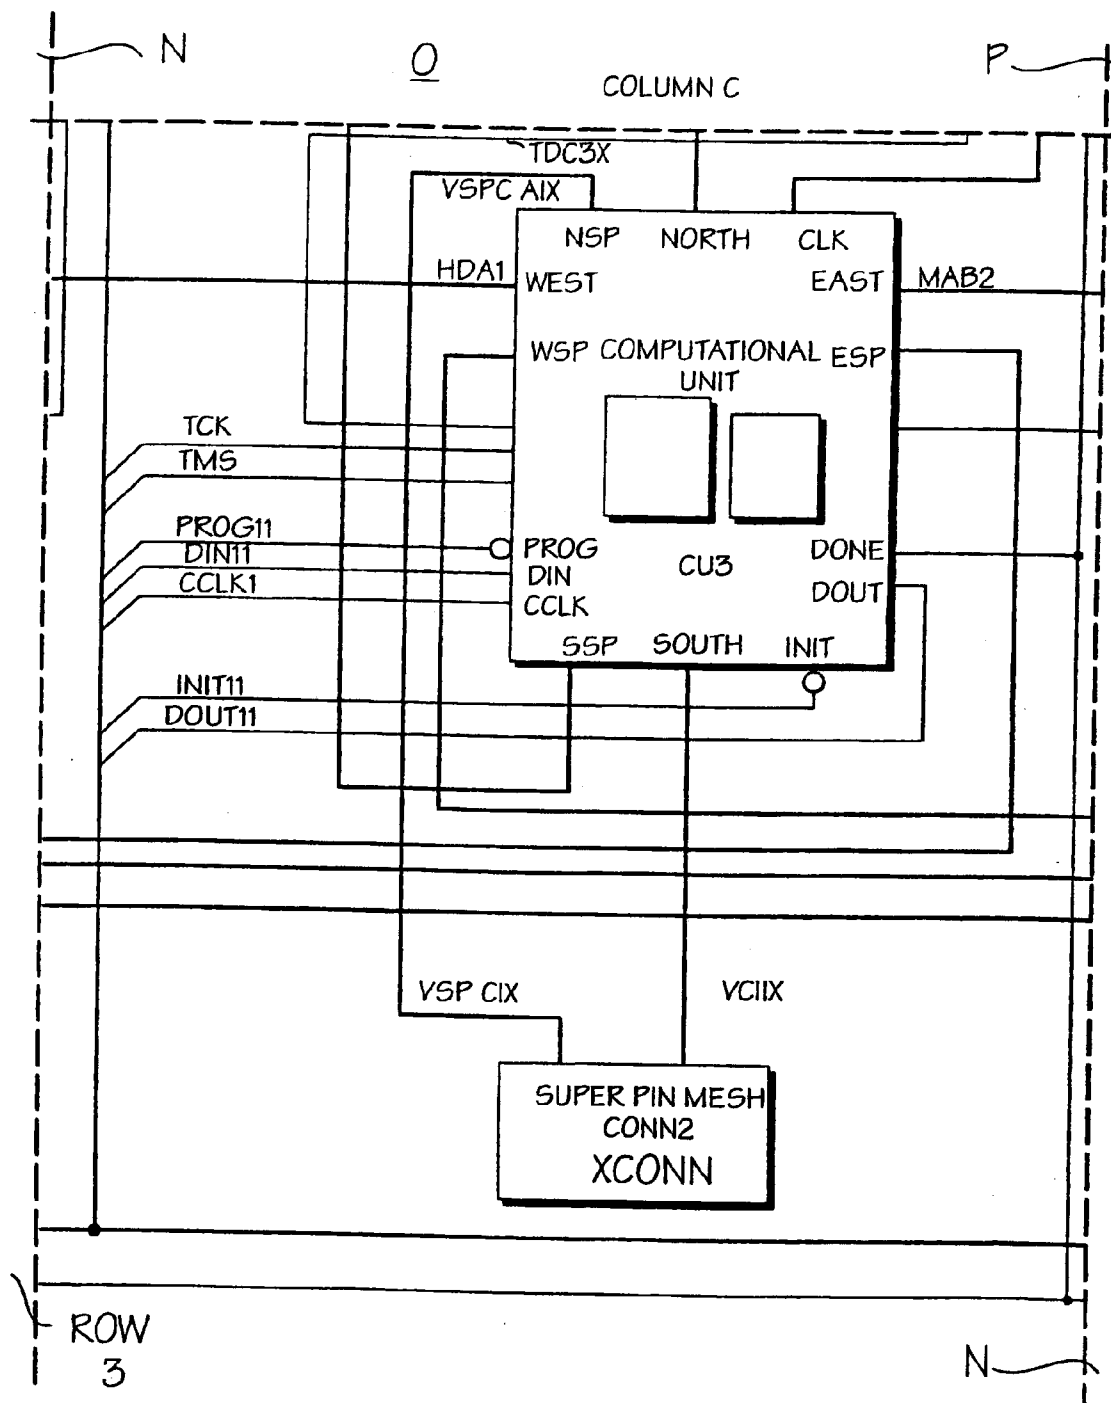 N
O
P
COLUMN C
TDC3X
VSPC AIX
NSP NORTH CLK
HDA1
WEST
EAST
MAB2
WSP COMPUTATIONAL ESP
UNIT
TCK
TMS
PROG11
DIN11
CCLK1
PROG
DIN
CCLK
CU3
DONE
DOUT
SSP SOUTH INIT
INIT11
DOUT11
VSP CIX
VCIIX
SUPER PIN MESH
CONN2
XCONN
ROW
3
N